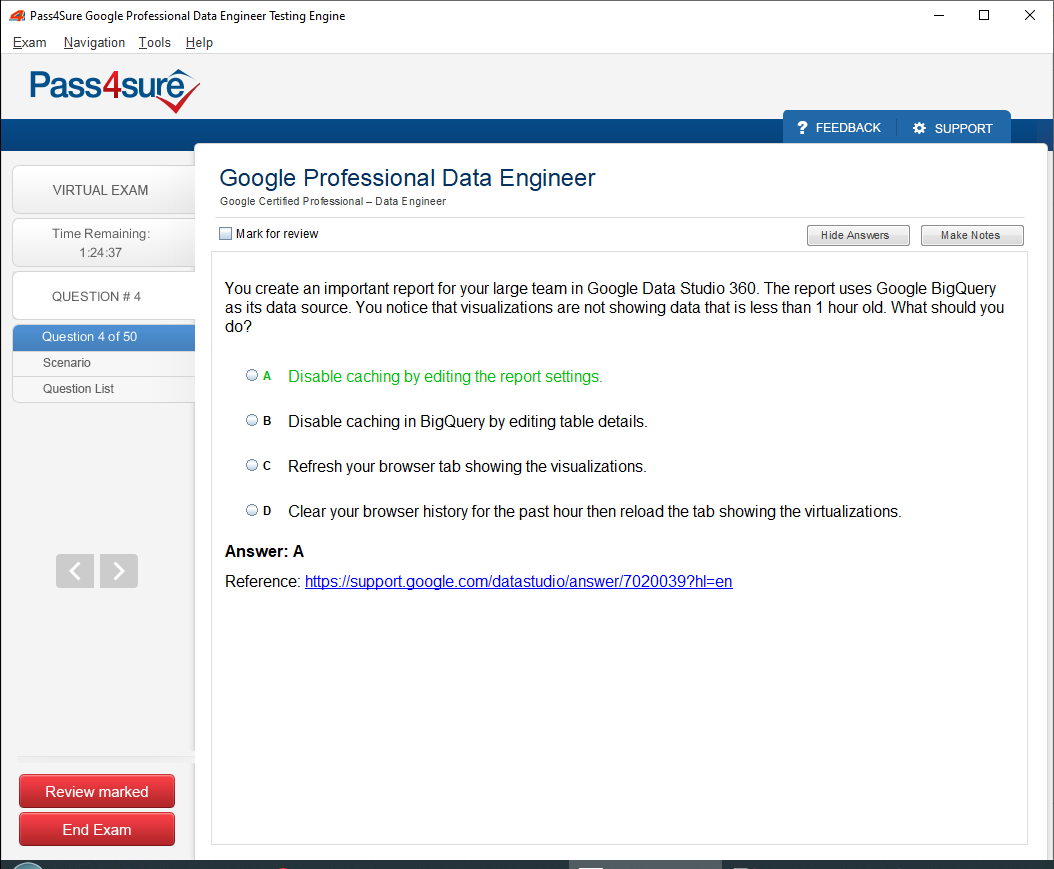 Pass4Sure Google Professional Data Engineer Testing Engine
Exam Navigation Tools Help
Pass4sure
? FEEDBACK SUPPORT
VIRTUAL EXAM
Time Remaining:
1:24:37
QUESTION # 4
Question 4 of 50
Scenario
Question List
Google Professional Data Engineer
Google Certified Professional – Data Engineer
Mark for review
Hide Answers Make Notes
You create an important report for your large team in Google Data Studio 360. The report uses Google BigQuery
as its data source. You notice that visualizations are not showing data that is less than 1 hour old. What should you
do?
A Disable caching by editing the report settings.
B Disable caching in BigQuery by editing table details.
C Refresh your browser tab showing the visualizations.
D Clear your browser history for the past hour then reload the tab showing the virtualizations.
Answer: A
Reference: https://support.google.com/datastudio/answer/7020039?hl=en
Review marked
End Exam